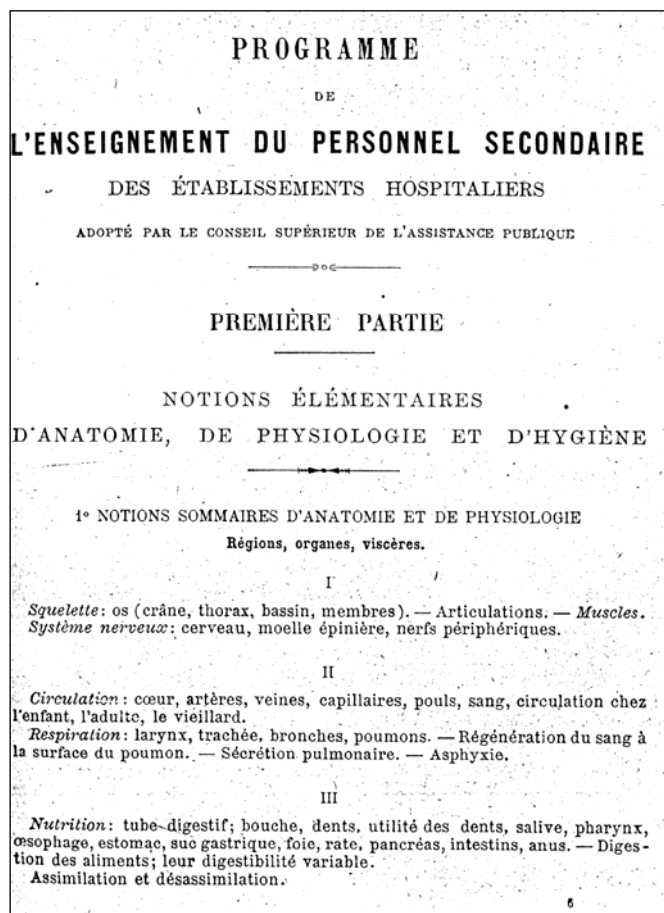 PROGRAMME
DE
L'ENSEIGNEMENT DU PERSONNEL SECONDAIRE
DES ÉTABLISSEMENTS HOSPITALIERS
ADOPTÉ PAR LE CONSEIL SUPÉRIEUR DE L'ASSISTANCE PUBLIQUE
PREMIÈRE PARTIE
NOTIONS ÉLÉMENTAIRES
D'ANATOMIE, DE PHYSIOLOGIE ET D'HYGIÈNE
1º NOTIONS SOMMAIRES D'ANATOMIE ET DE PHYSIOLOGIE
Régions, organes, viscères.
I
Squelette: os (crâne, thorax, bassin, membres). — Articulations. — Muscles.
Système nerveux: cerveau, moelle épinière, nerfs périphériques.
II
Circulation: cœur, artères, veines, capillaires, pouls, sang, circulation chez
l'enfant, l'adulte, le vieillard.
Respiration: larynx, trachée, bronches, poumons. — Régénération du sang à
la surface du poumon. — Sécrétion pulmonaire. — Asphyxie.
III
Nutrition: tube digestif; bouche, dents, utilité des dents, salive, pharynx,
œsophage, estomac, suc gastrique, foie, rate, pancréas, intestins, anus. — Diges-
tion des aliments; leur digestibilité variable.
Assimilation et désassimilation.
6